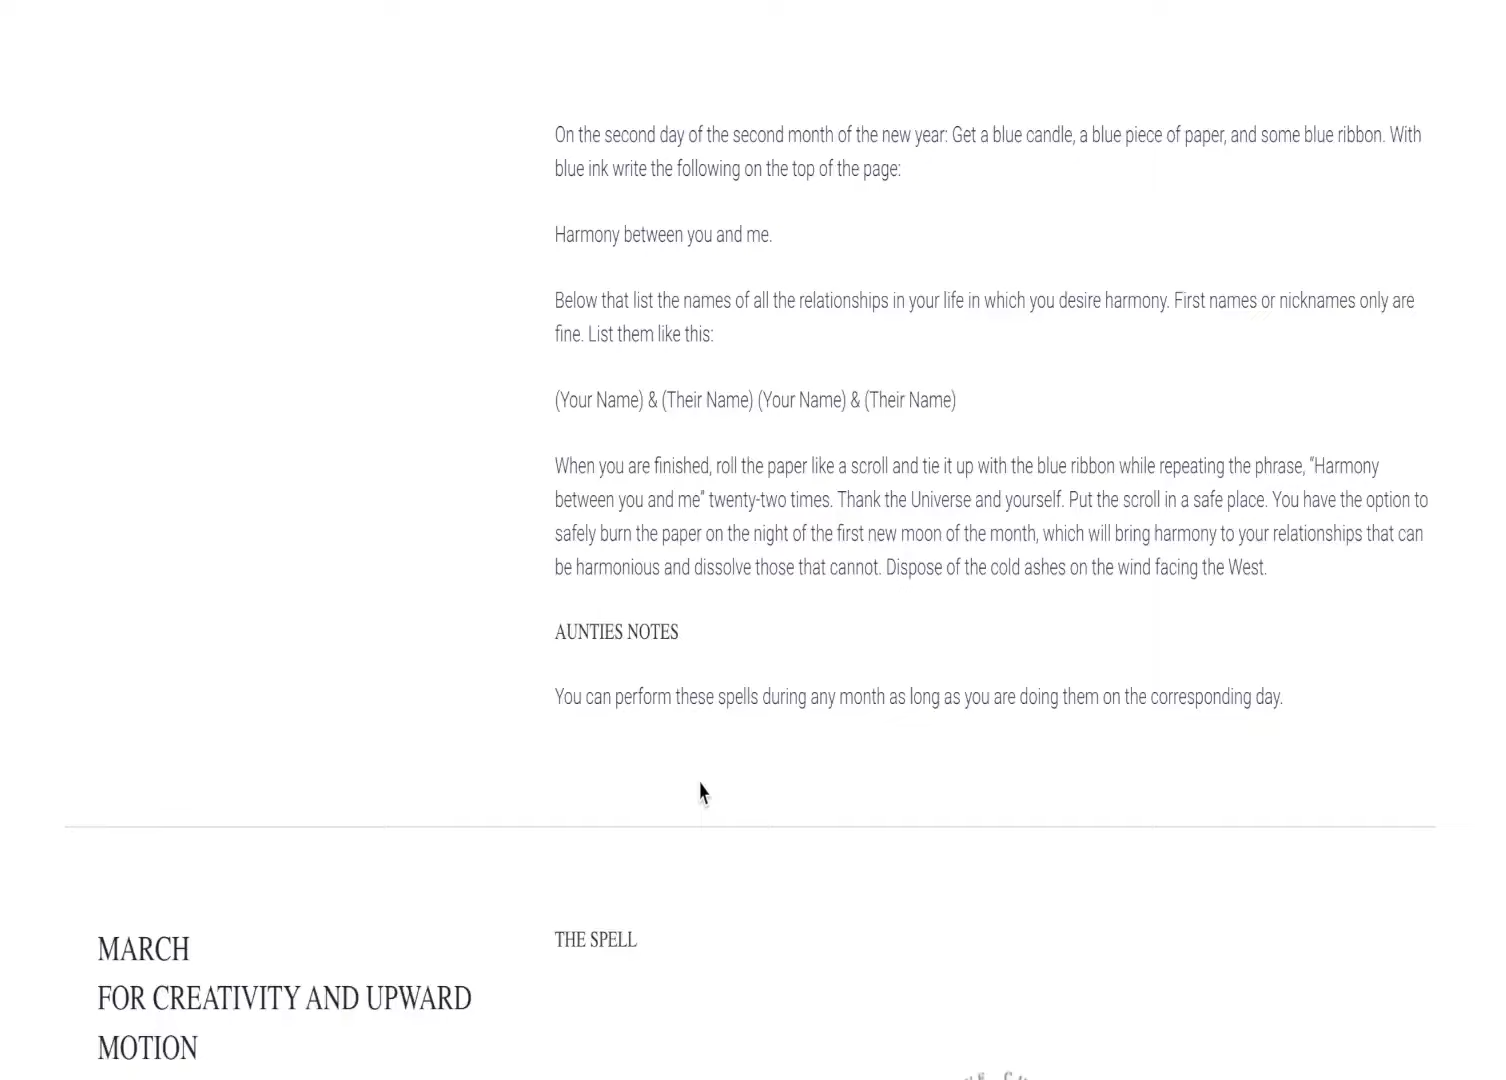 On the second day of the second month of the new year: Get a blue candle, a blue piece of paper, and some blue ribbon. With
blue ink write the following on the top of the page:
Harmony between you and me.
Below that list the names of all the relationships in your life in which you desire harmony. First names or nicknames only are
fine. List them like this:
(Your Name) & (Their Name) (Your Name) & (Their Name)
When you are finished, roll the paper like a scroll and tie it up with the blue ribbon while repeating the phrase, “Harmony
between you and me” twenty-two times. Thank the Universe and yourself. Put the scroll in a safe place. You have the option to
safely burn the paper on the night of the first new moon of the month, which will bring harmony to your relationships that can
be harmonious and dissolve those that cannot. Dispose of the cold ashes on the wind facing the West.
AUNTIES NOTES
You can perform these spells during any month as long as you are doing them on the corresponding day.
MARCH
FOR CREATIVITY AND UPWARD
MOTION
THE SPELL